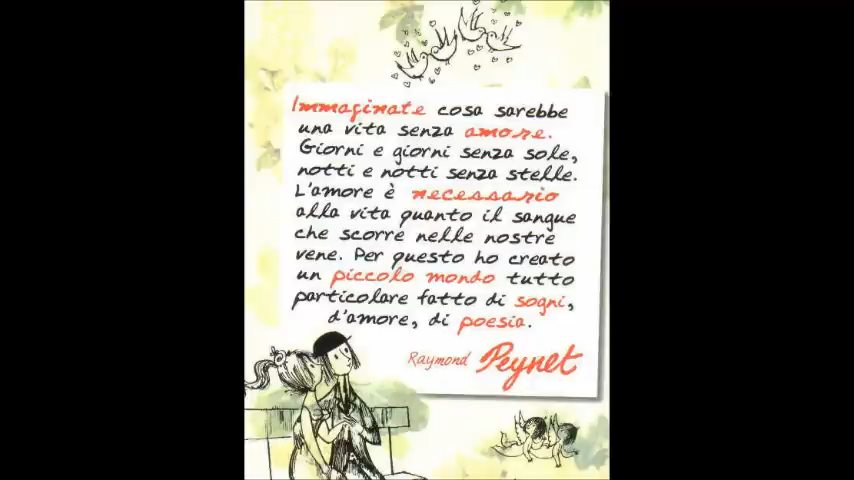 Immaginate cosa sarebbe
una vita senza amore.
Giorni e giorni senza sole,
notti e notti senza stelle.
L'amore è necessario
alla vita quanto il sangue
che scorre nelle nostre
vene. Per questo ho creato
un piccolo mondo tutto
particolare fatto di sogni,
d'amore, di poesia.
Raymond Peynet